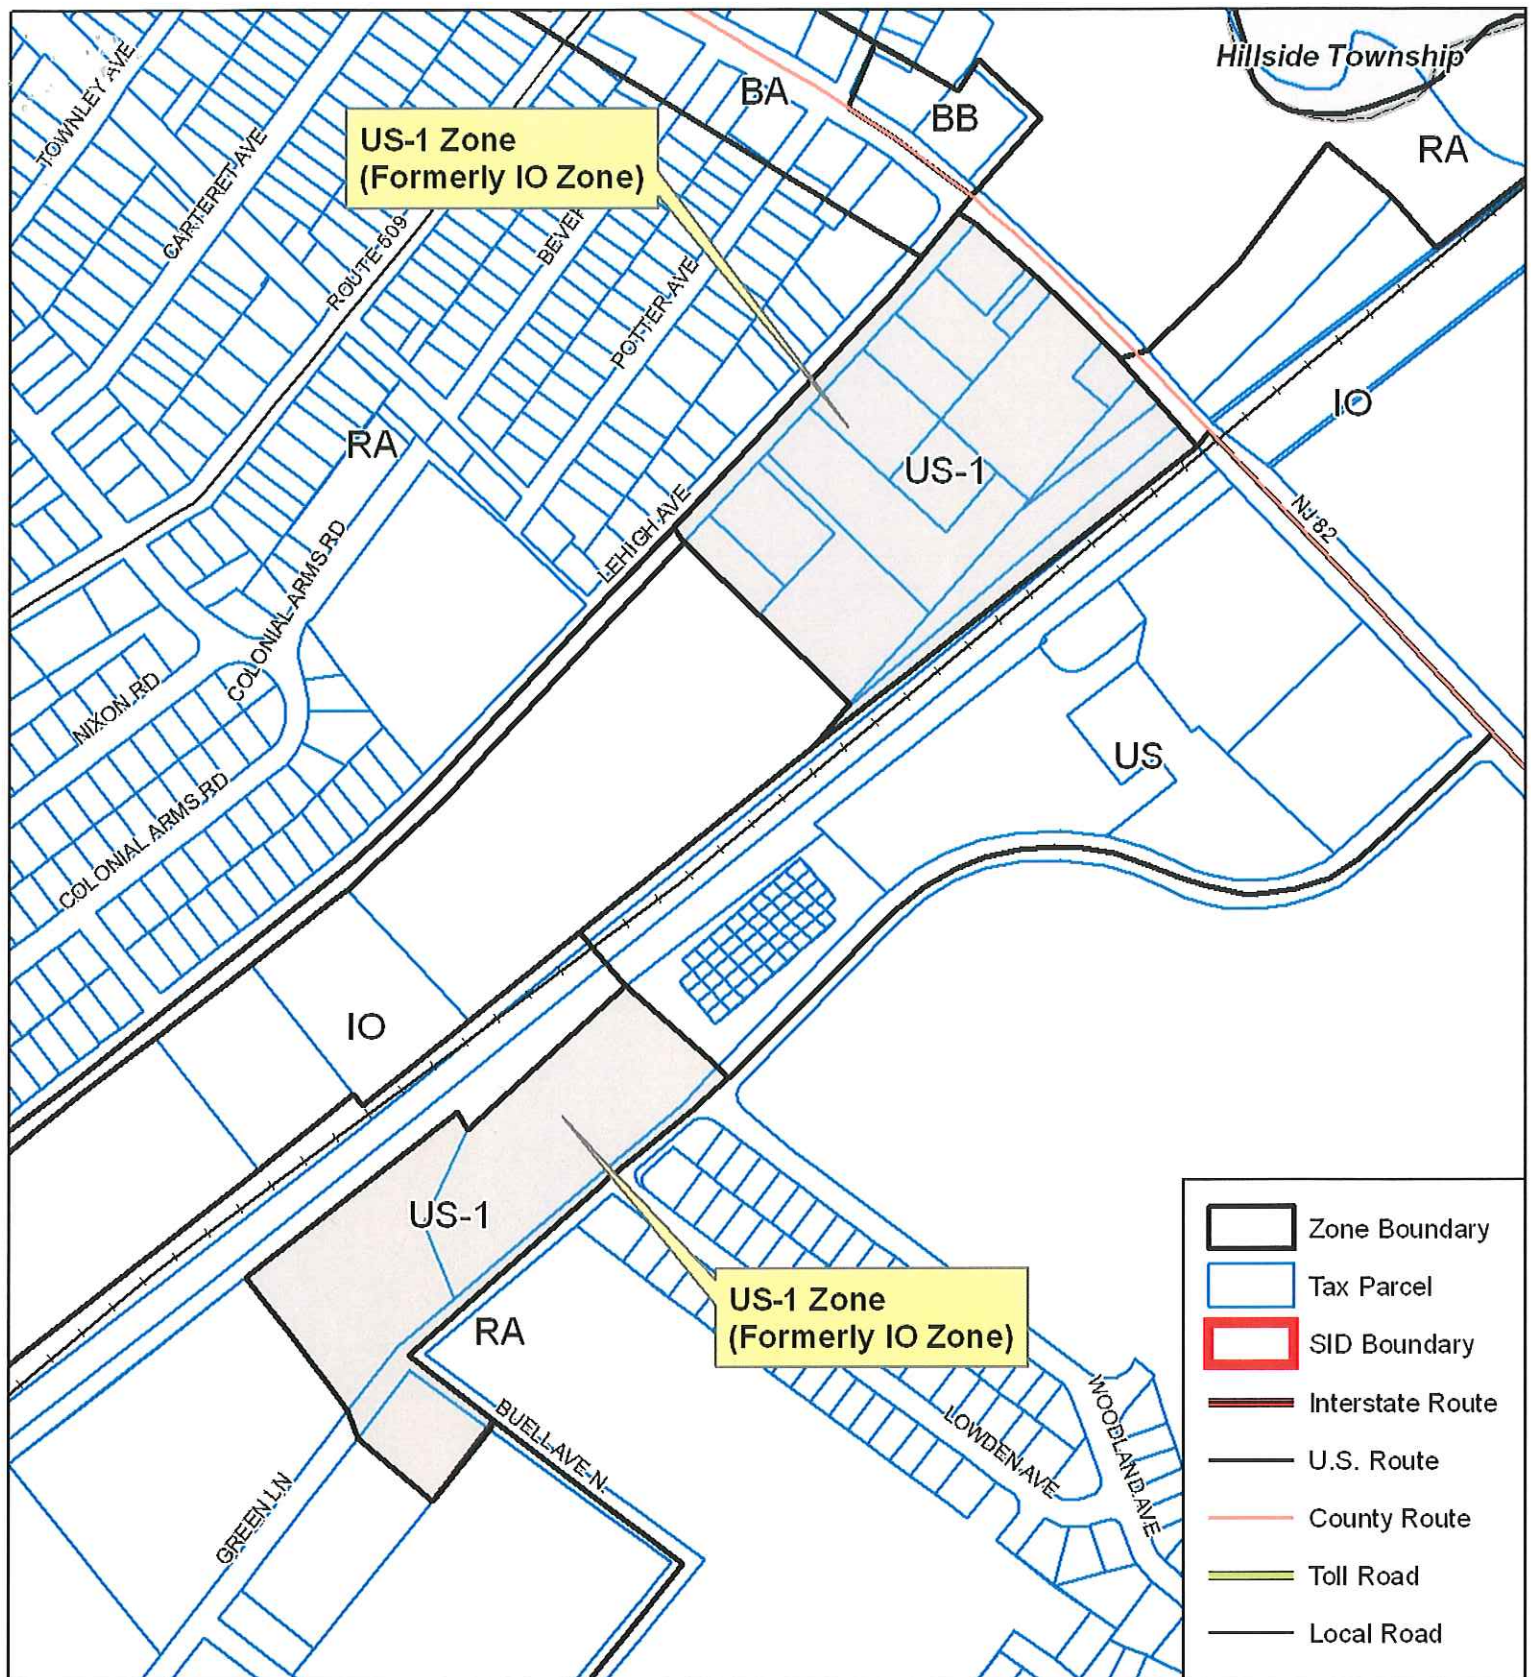 Hillside Township
TOWNLEY AVE
BA
BB
RA
US-1 Zone
(Formerly IO Zone)
CARTERET AVE
ROUTE 509
BEVER
POTTER AVE
IO
RA
US-1
LEHIGH AVE
NJ 82
COLONIAL ARMS RD
NIXON RD
US
COLONIAL ARMS RD
IO
US-1
RA
US-1 Zone
(Formerly IO Zone)
BUELL AVE N.
GREEN LN
LOWDEN AVE
WOODLAND AVE
Zone Boundary
Tax Parcel
SID Boundary
Interstate Route
U.S. Route
County Route
Toll Road
Local Road